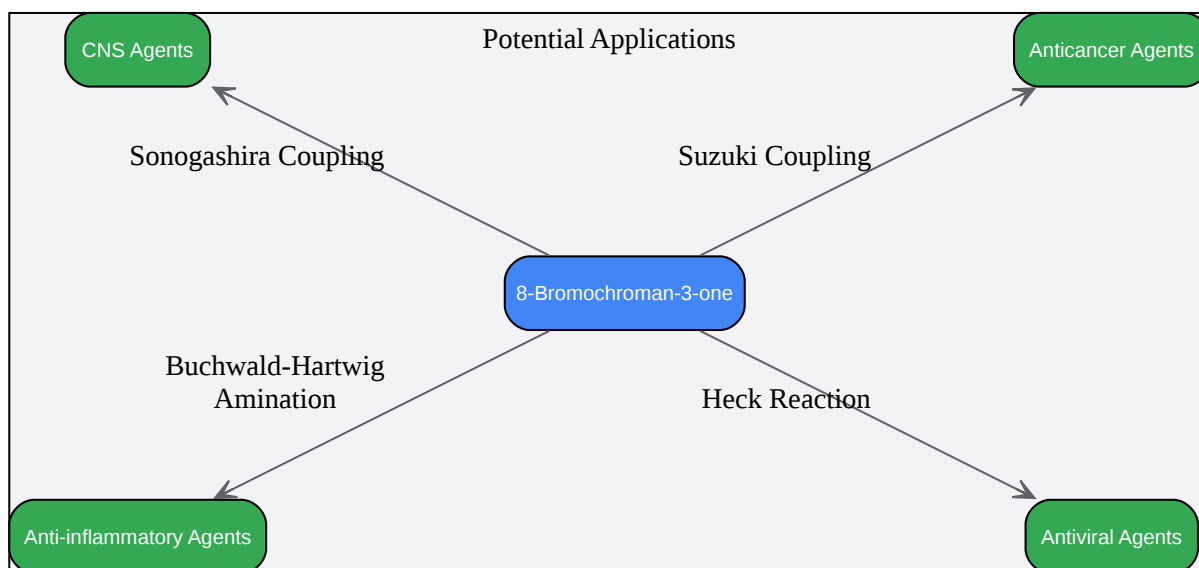 CNS Agents
Potential Applications
Anticancer Agents
Sonogashira Coupling
Suzuki Coupling
8-Bromochroman-3-one
Buchwald-Hartwig
Amination
Heck Reaction
Anti-inflammatory Agents
Antiviral Agents